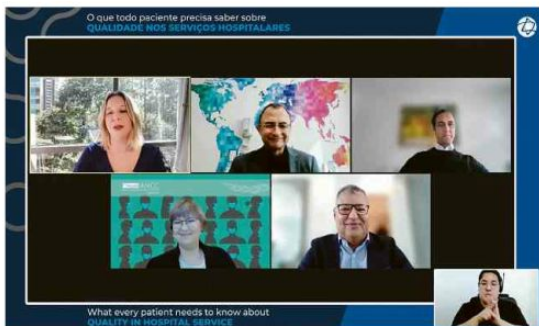 O que todo paciente precisa saber sobre
QUALIDADE NOS SERVIÇOS HOSPITALARES
What every patient needs to know about
QUALITY IN HOSPITAL SERVICE